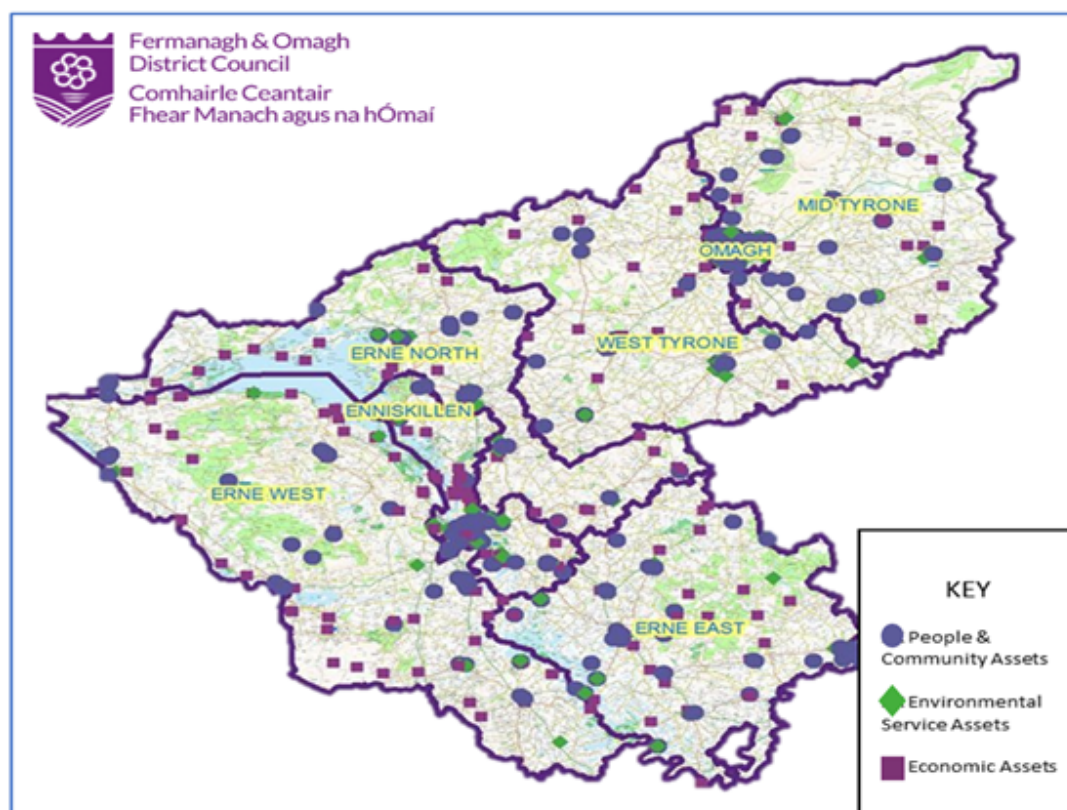 Fermanagh & Omagh
District Council
Comhairle Ceantair
Fhear Manach agus na hÓmaí
MID TYRONE
OMAGH
WEST TYRONE
ERNE NORTH
ENNISKILLEN
ERNE WEST
ERNE EAST
KEY
People &
Community Assets
Environmental
Service Assets
Economic Assets